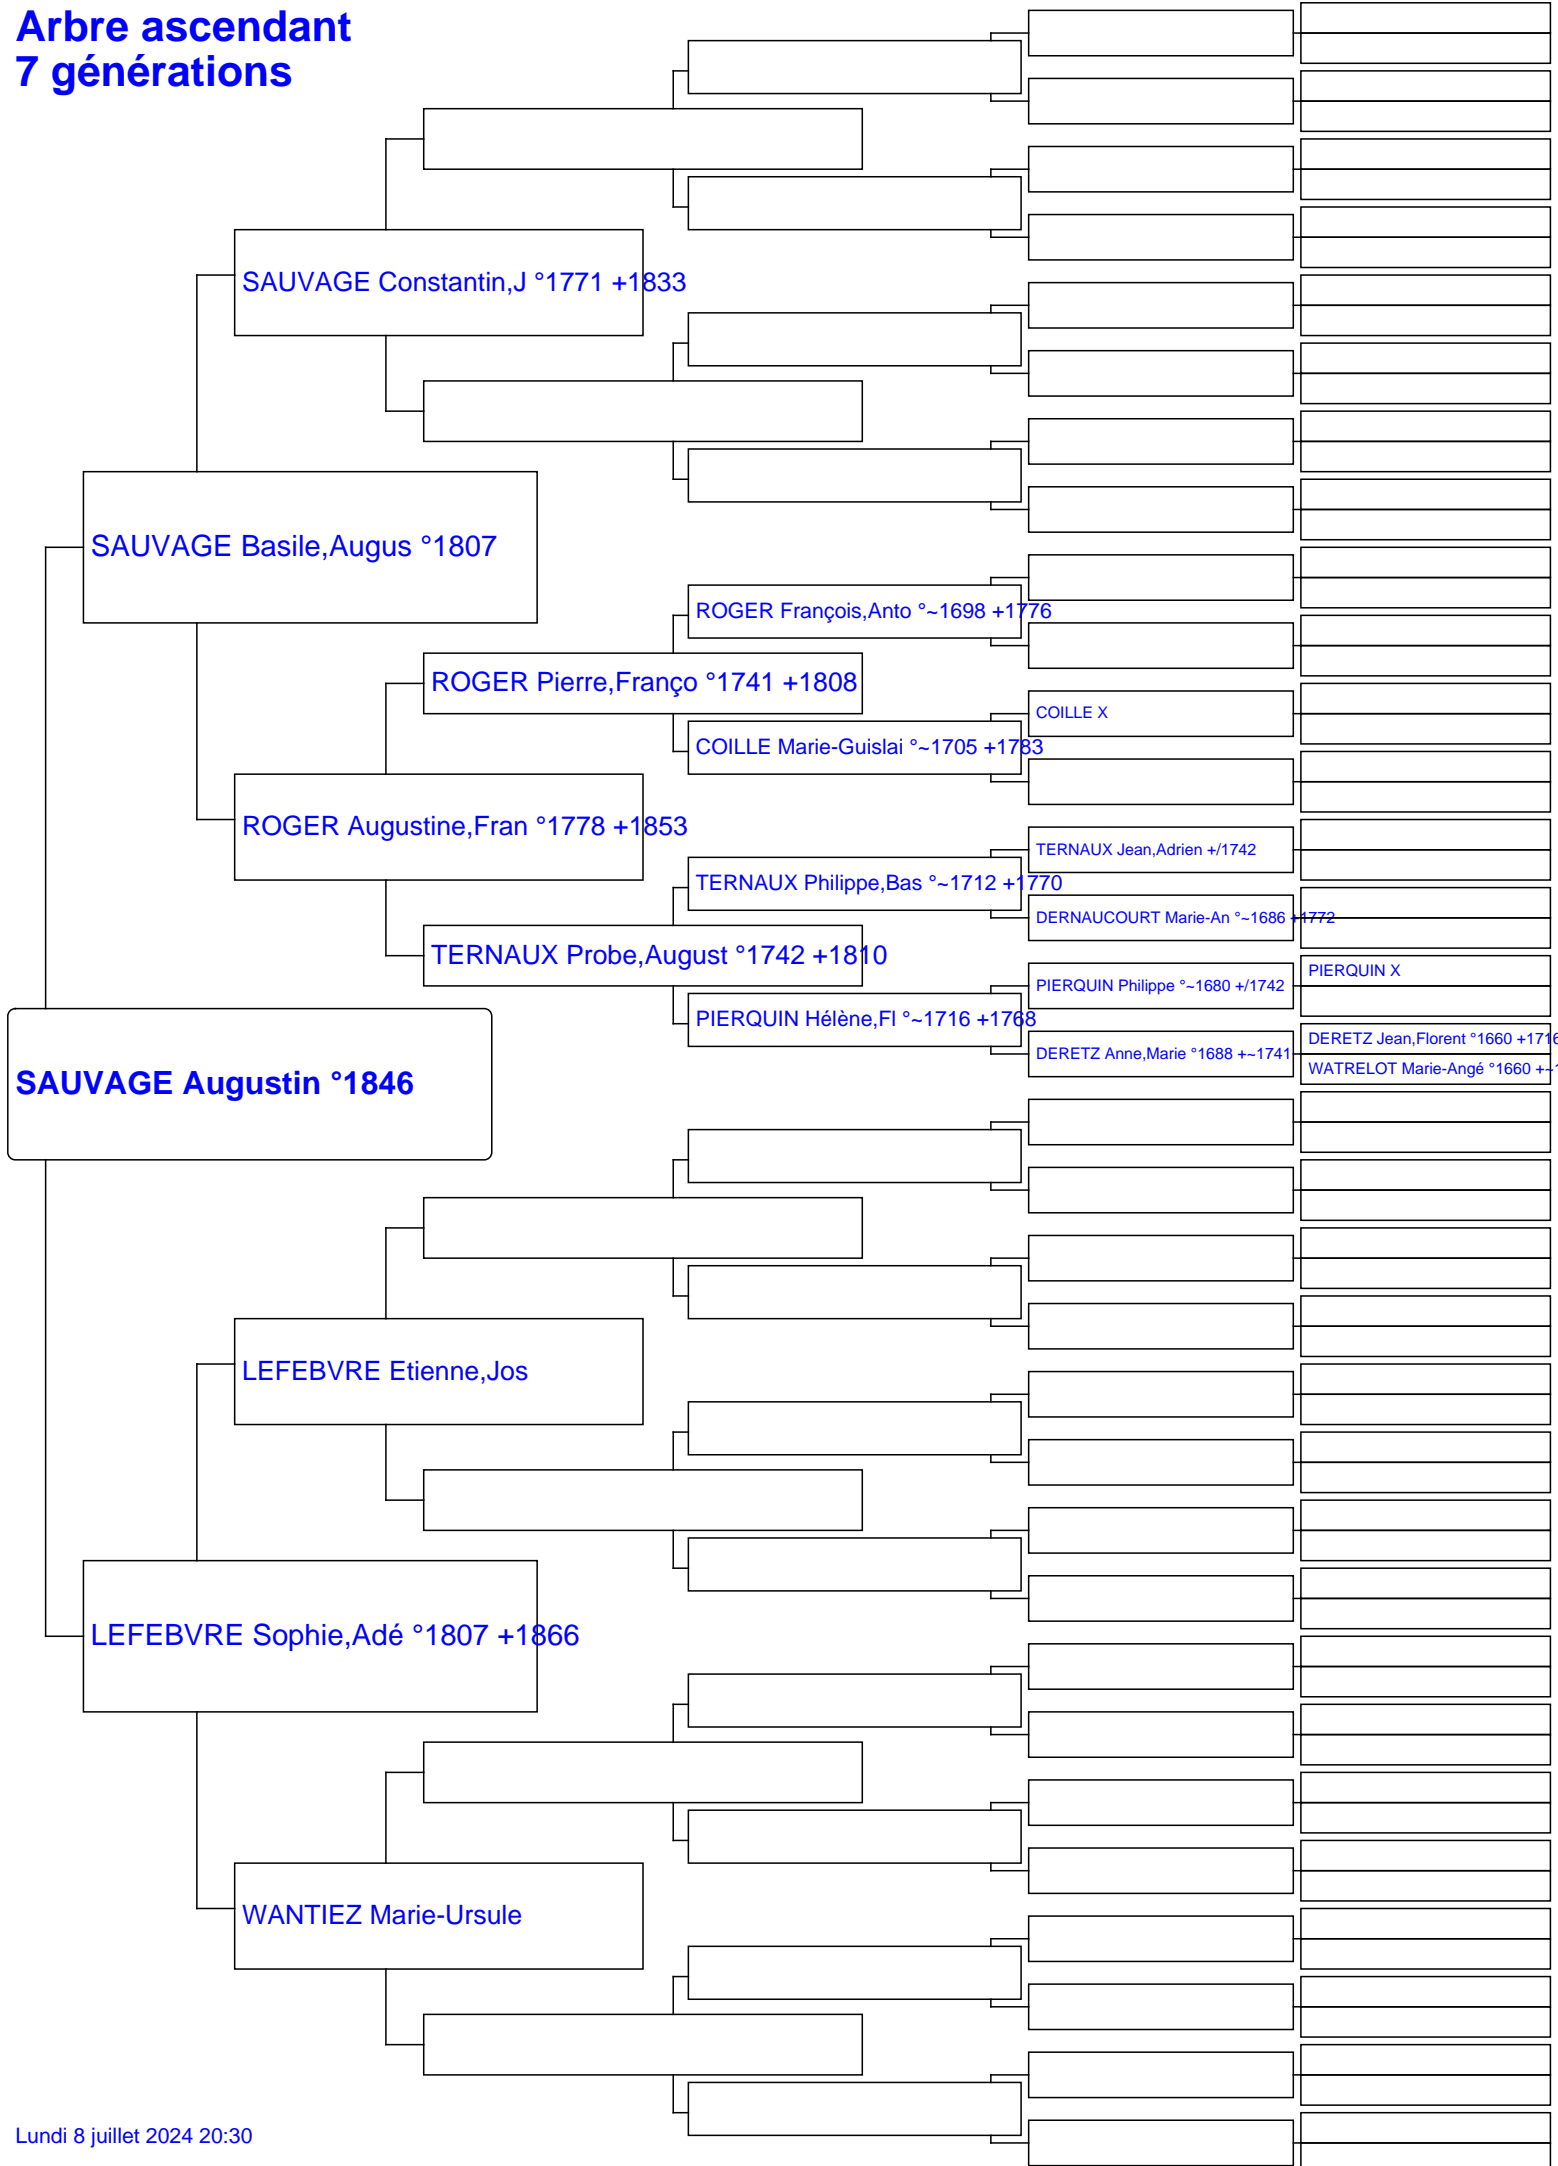 Arbre ascendant
7 générations
SAUVAGE Constantin,J °1771 +1833
SAUVAGE Basile,Augus °1807
ROGER François,Anto °~1698 +1776
ROGER Pierre,Franço °1741 +1808
COILLE X
COILLE Marie-Guislai °~1705 +1783
ROGER Augustine,Fran °1778 +1853
TERNAUX Jean,Adrien +/1742
TERNAUX Philippe,Bas °~1712 +1770
DERNAUCOURT Marie-An °~1686 +1772
TERNAUX Probe,August °1742 +1810
PIERQUIN X
PIERQUIN Philippe °~1680 +/1742
PIERQUIN Hélène,Fl °~1716 +1768
DERETZ Jean,Florent °1660 +1716
DERETZ Anne,Marie °1688 +~1741
WATRELOT Marie-Angé °1660 +~1
SAUVAGE Augustin °1846
LEFEBVRE Etienne,Jos
LEFEBVRE Sophie,Adé °1807 +1866
WANTIEZ Marie-Ursule
Lundi 8 juillet 2024 20:30